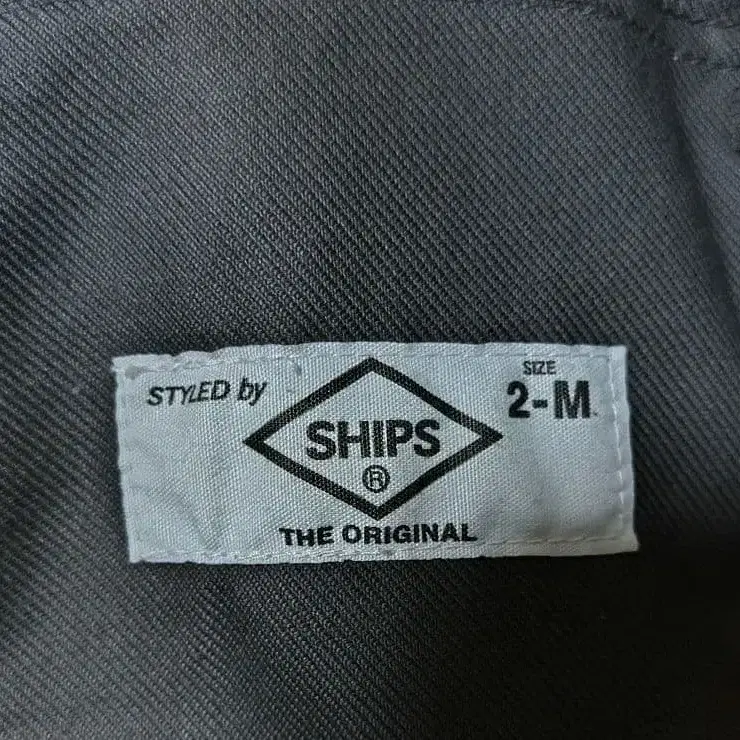 STYLED by
SIZE
2-M
SHIPS
®
THE ORIGINAL